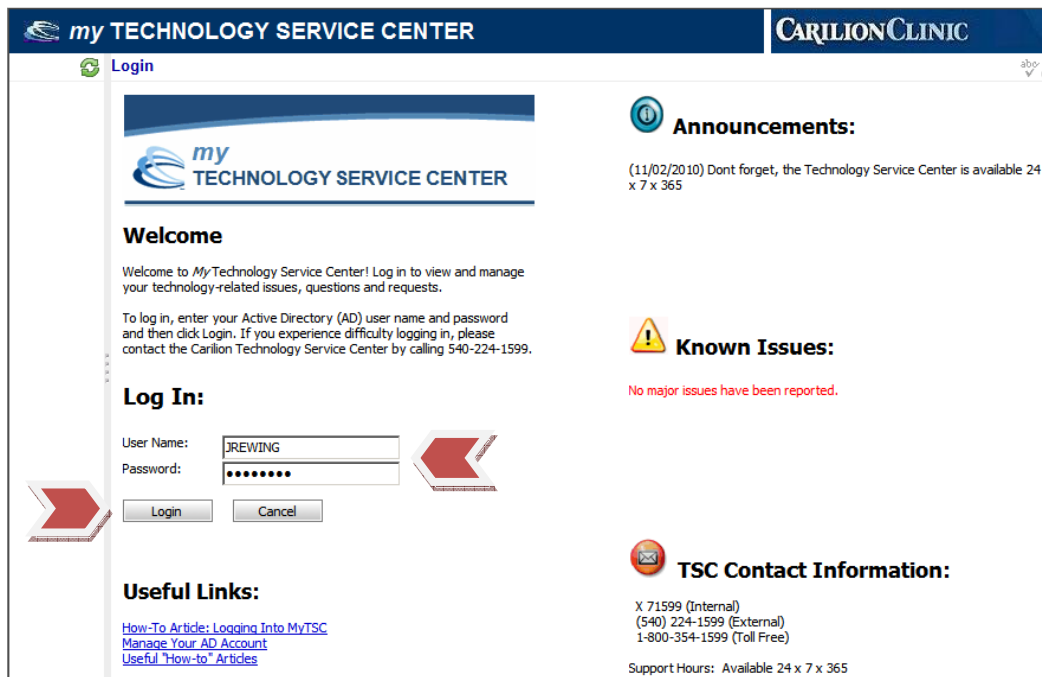 my TECHNOLOGY SERVICE CENTER
CARILION CLINIC
Login
abc
my
TECHNOLOGY SERVICE CENTER
Welcome
Welcome to My Technology Service Center! Log in to view and manage
your technology-related issues, questions and requests.
To log in, enter your Active Directory (AD) user name and password
and then click Login. If you experience difficulty logging in, please
contact the Carilion Technology Service Center by calling 540-224-1599.
Log In:
User Name: JREWING
Password: ••••••••
Login Cancel
Useful Links:
How-To Article: Logging Into MyTSC
Manage Your AD Account
Useful "How-to" Articles
Announcements:
(11/02/2010) Dont forget, the Technology Service Center is available 24
x 7 x 365
Known Issues:
No major issues have been reported.
TSC Contact Information:
X 71599 (Internal)
(540) 224-1599 (External)
1-800-354-1599 (Toll Free)
Support Hours: Available 24 x 7 x 365